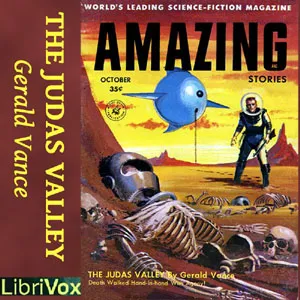 THE JUDAS VALLEY
Gerald Vance
LibriVox
WORLD'S LEADING SCIENCE-FICTION MAGAZINE
AMAZING
STORIES
OCTOBER
35¢
THE JUDAS VALLEY By Gerald Vance
Death Walked Hand-in-hand With Agony!